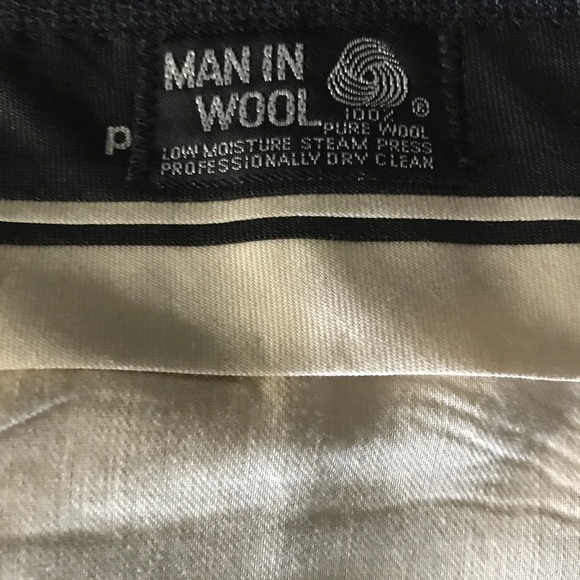 MAN IN
WOOL
100%
PURE WOOL
®
LOW MOISTURE STEAM PRESS
PROFESSIONALLY DRY CLEAN
p